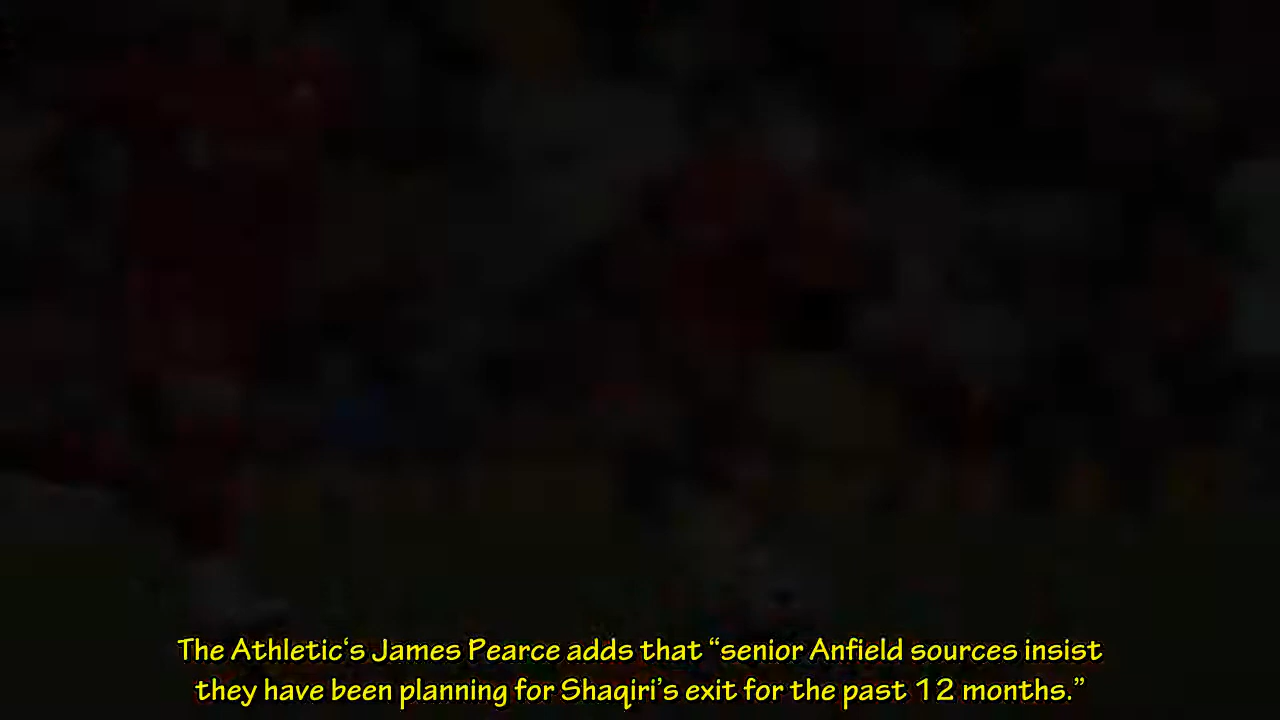 The Athletic‘s James Pearce adds that “senior Anfield sources insist
they have been planning for Shaqiri’s exit for the past 12 months.”